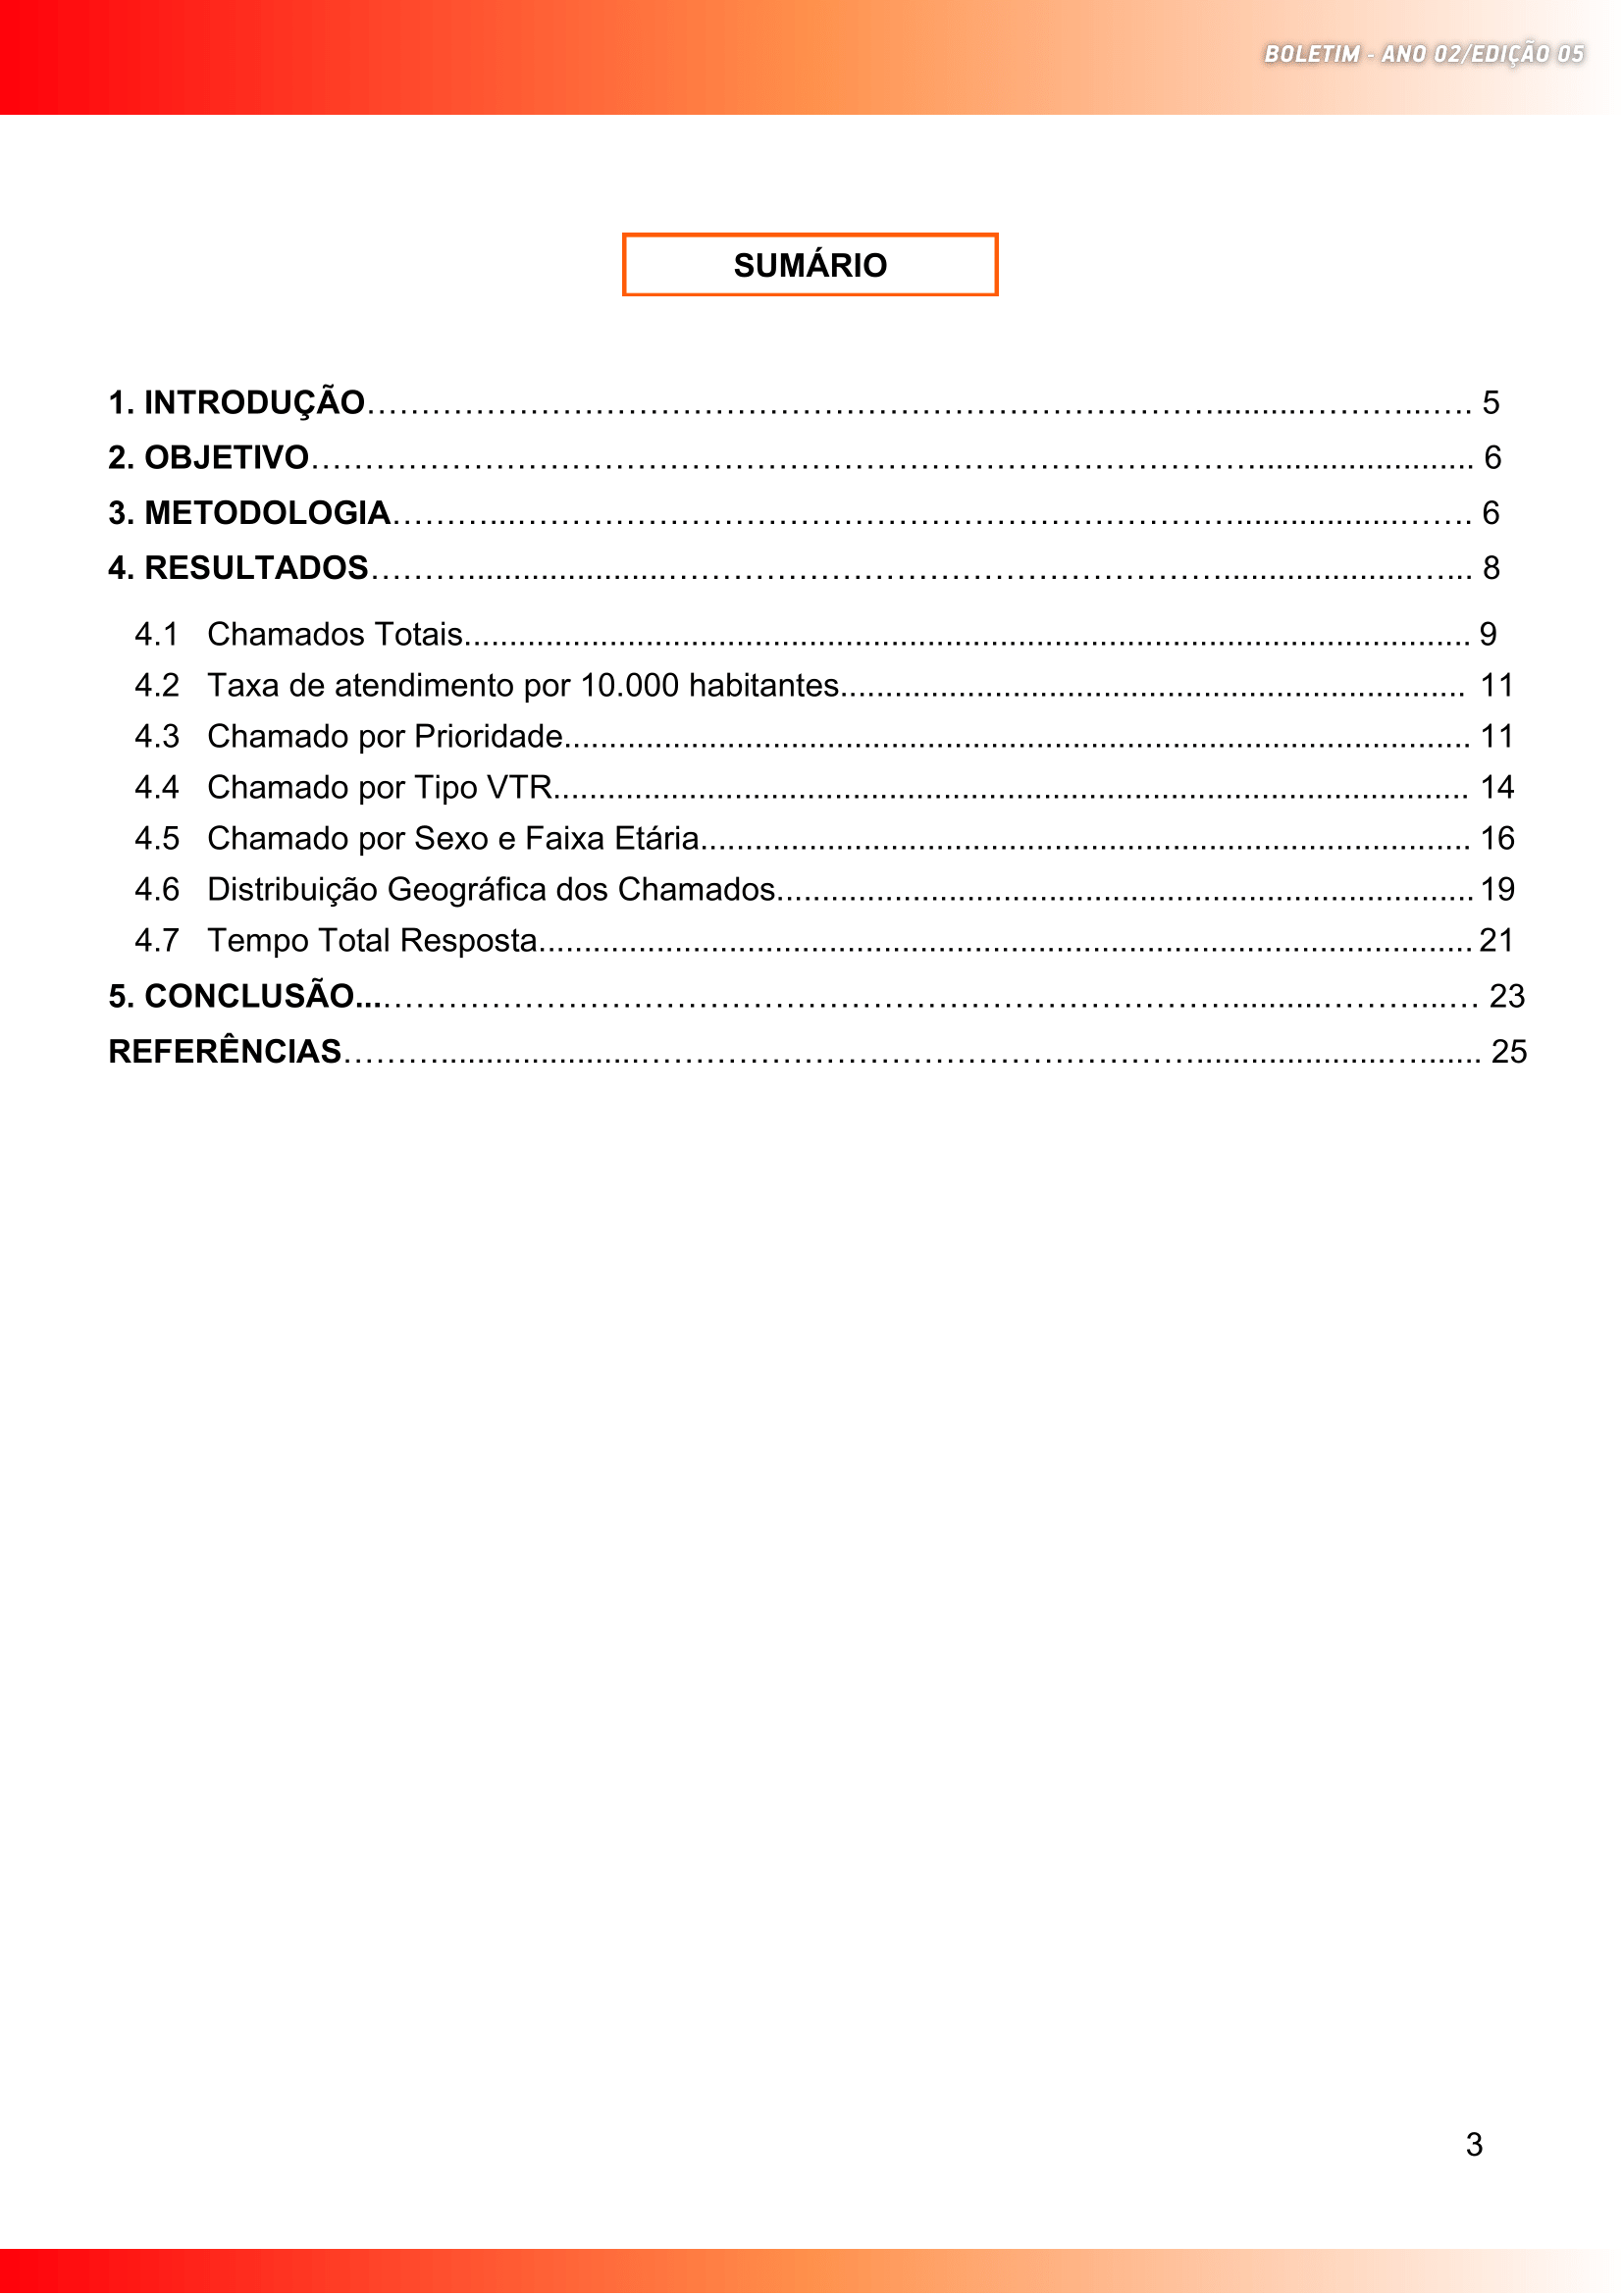 BOLETIM - ANO 02/EDIÇÃO 05
SUMÁRIO
1. INTRODUÇÃO........................................................................ 5
2. OBJETIVO........................................................................ 6
3. METODOLOGIA........................................................................ 6
4. RESULTADOS........................................................................ 8
4.1 Chamados Totais........................................................................ 9
4.2 Taxa de atendimento por 10.000 habitantes........................................................................ 11
4.3 Chamado por Prioridade........................................................................ 11
4.4 Chamado por Tipo VTR........................................................................ 14
4.5 Chamado por Sexo e Faixa Etária........................................................................ 16
4.6 Distribuição Geográfica dos Chamados........................................................................ 19
4.7 Tempo Total Resposta........................................................................ 21
5. CONCLUSÃO........................................................................ 23
REFERÊNCIAS........................................................................ 25
3